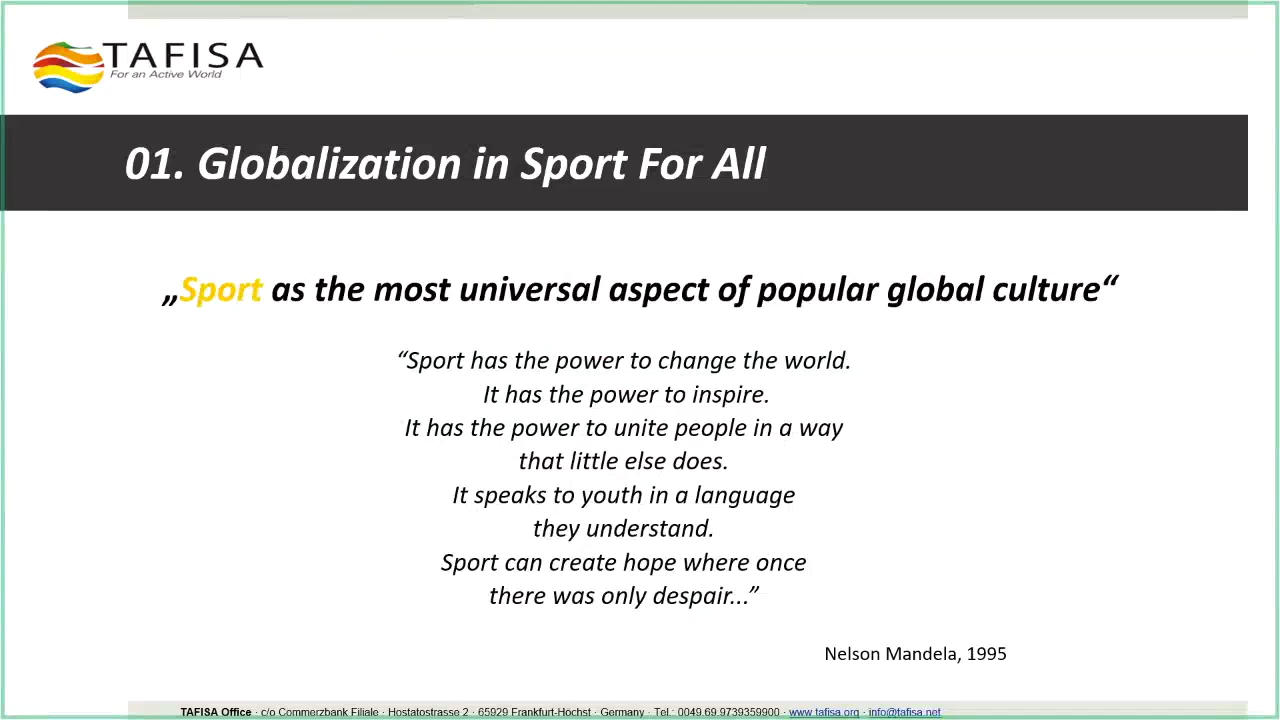 TAFISA
For an Active World
01. Globalization in Sport For All
„Sport as the most universal aspect of popular global culture“
“Sport has the power to change the world.
It has the power to inspire.
It has the power to unite people in a way
that little else does.
It speaks to youth in a language
they understand.
Sport can create hope where once
there was only despair...”
Nelson Mandela, 1995
TAFISA Office · c/o Commerzbank Filiale · Hostatostrasse 2 · 65929 Frankfurt-Höchst · Germany · Tel.: 0049 69 9739359900 · www.tafisa.org · info@tafisa.net